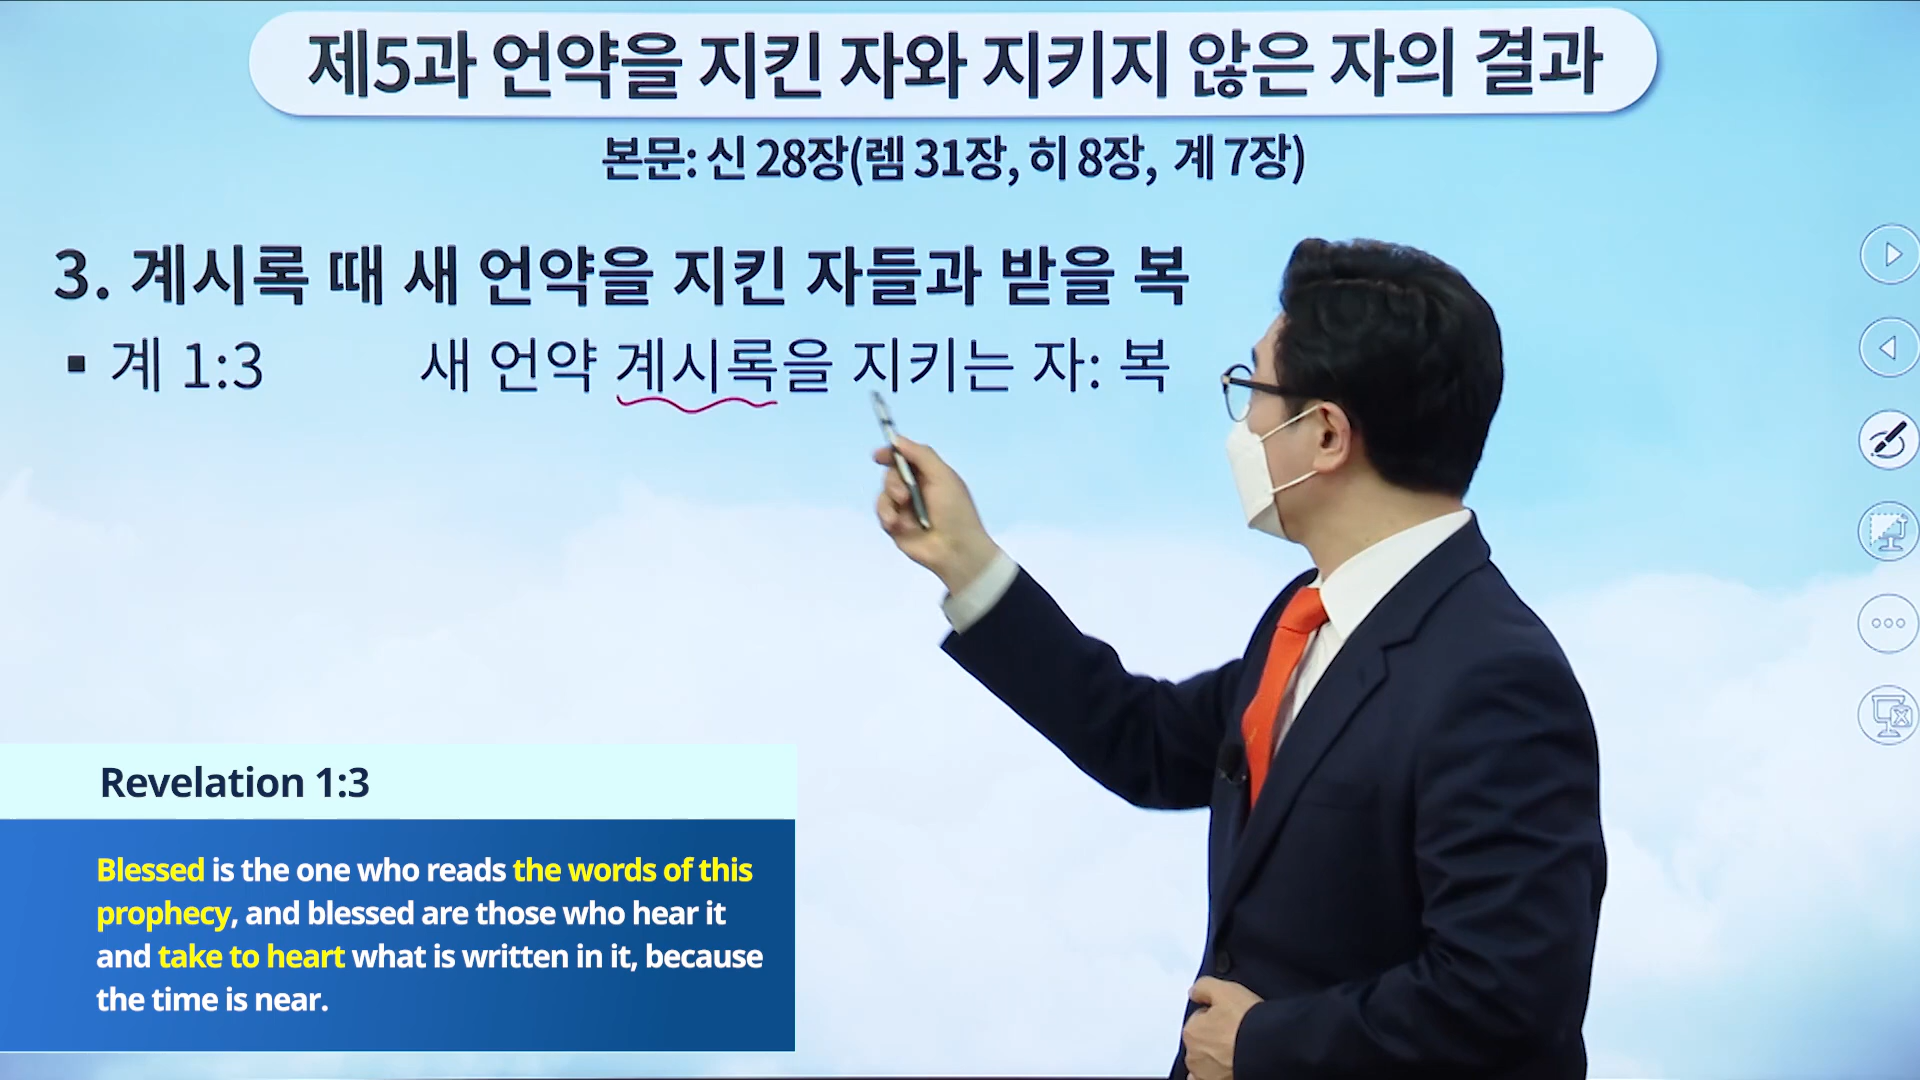 제5과 언약을 지킨 자와 지키지 않은 자의 결과
본문: 신 28장(렘 31장, 히 8장, 계 7장)
3. 계시록 때 새 언약을 지킨 자들과 받을 복
▪ 계 1:3 새 언약 계시록을 지키는 자: 복
Revelation 1:3
Blessed is the one who reads the words of this
prophecy, and blessed are those who hear it
and take to heart what is written in it, because
the time is near.